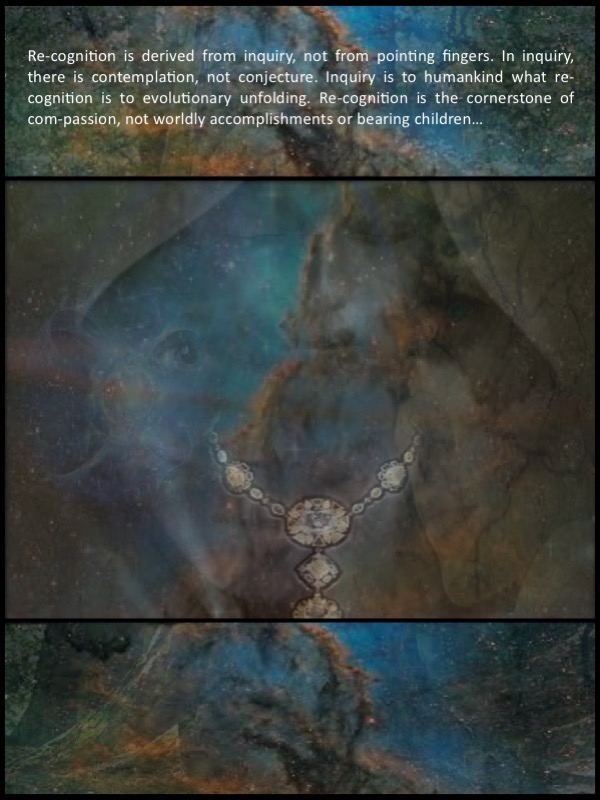 Re-cognition is derived from inquiry, not from pointing fingers. In inquiry,
there is contemplation, not conjecture. Inquiry is to humankind what re-
cognition is to evolutionary unfolding. Re-cognition is the cornerstone of
com-passion, not worldly accomplishments or bearing children...